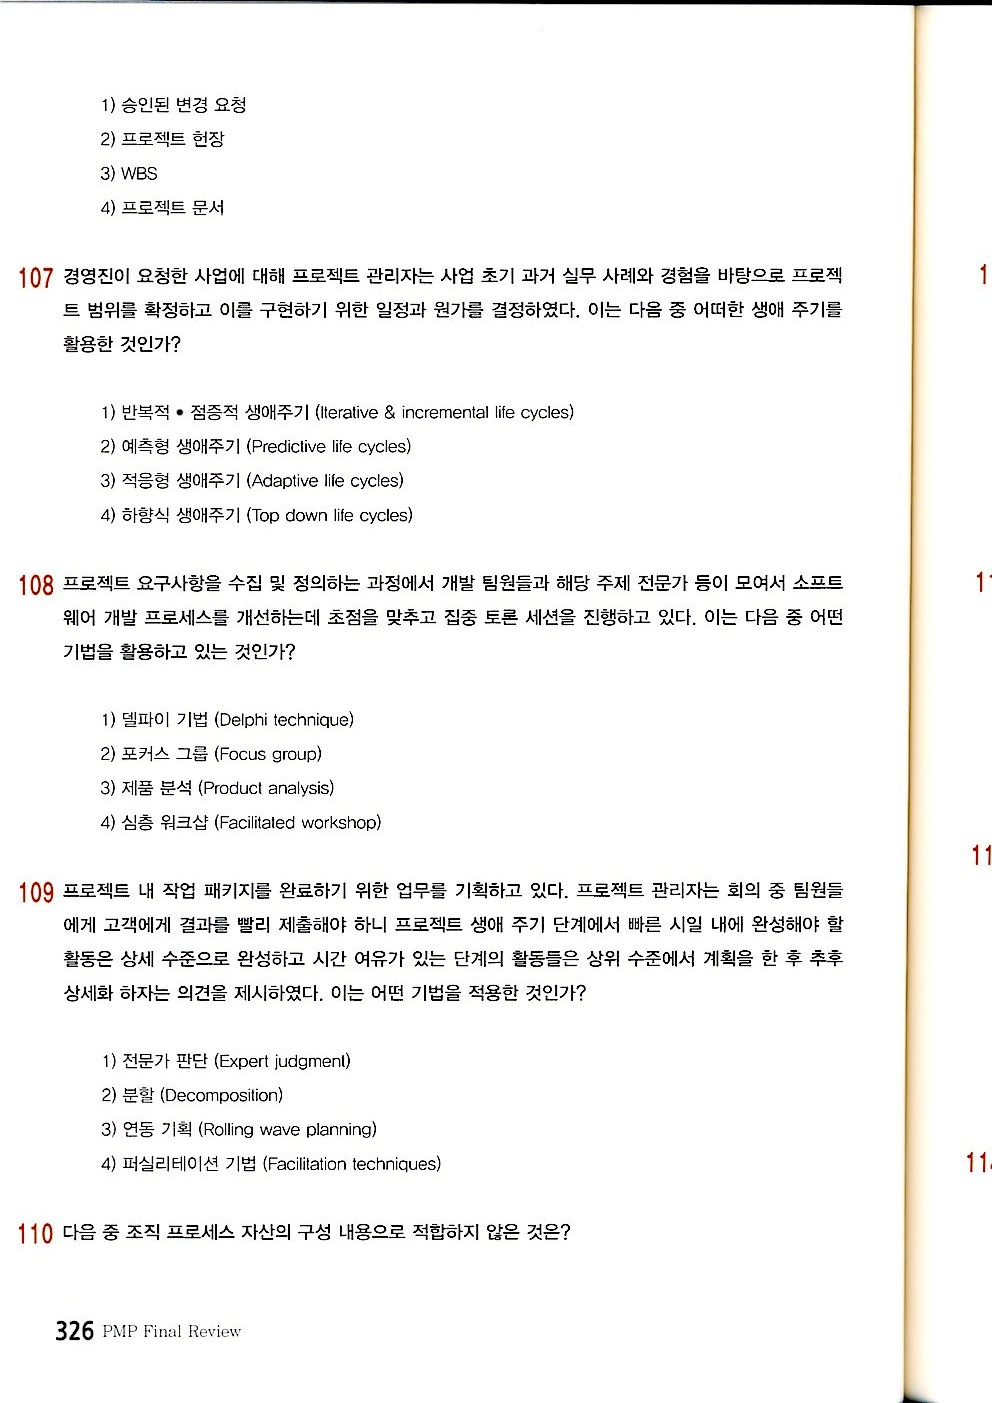 1) 승인된 변경 요청
2) 프로젝트 헌장
3) WBS
4) 프로젝트 문서
107 경영진이 요청한 사업에 대해 프로젝트 관리자는 사업 초기 과거 실무 사례와 경험을 바탕으로 프로젝
트 범위를 확정하고 이를 구현하기 위한 일정과 원가를 결정하였다. 이는 다음 중 어떠한 생애 주기를
활용한 것인가?
1) 반복적 • 점증적 생애주기 (Iterative & incremental life cycles)
2) 예측형 생애주기 (Predictive life cycles)
3) 적응형 생애주기 (Adaptive life cycles)
4) 하향식 생애주기 (Top down life cycles)
108 프로젝트 요구사항을 수집 및 정의하는 과정에서 개발 팀원들과 해당 주제 전문가 등이 모여서 소프트
웨어 개발 프로세스를 개선하는데 초점을 맞추고 집중 토론 세션을 진행하고 있다. 이는 다음 중 어떤
기법을 활용하고 있는 것인가?
1) 델파이 기법 (Delphi technique)
2) 포커스 그룹 (Focus group)
3) 제품 분석 (Product analysis)
4) 심층 워크샵 (Facilitated workshop)
109 프로젝트 내 작업 패키지를 완료하기 위한 업무를 기획하고 있다. 프로젝트 관리자는 회의 중 팀원들
에게 고객에게 결과를 빨리 제출해야 하니 프로젝트 생애 주기 단계에서 빠른 시일 내에 완성해야 할
활동은 상세 수준으로 완성하고 시간 여유가 있는 단계의 활동들은 상위 수준에서 계획을 한 후 추후
상세화 하자는 의견을 제시하였다. 이는 어떤 기법을 적용한 것인가?
1) 전문가 판단 (Expert judgment)
2) 분할 (Decomposition)
3) 연동 기획 (Rolling wave planning)
4) 퍼실리테이션 기법 (Facilitation techniques)
110 다음 중 조직 프로세스 자산의 구성 내용으로 적합하지 않은 것은?
326 PMP Final Review